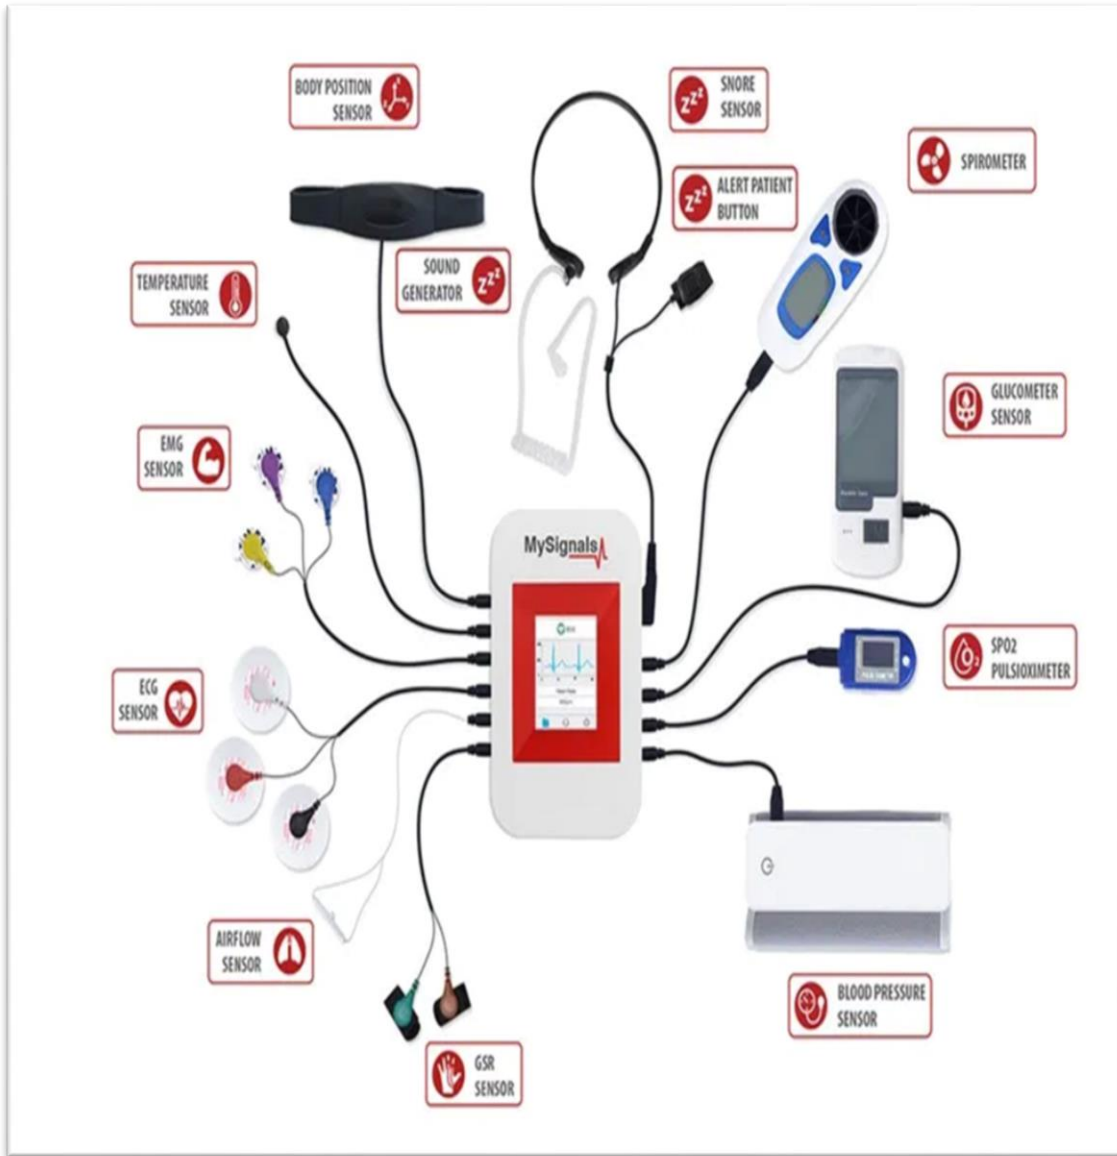 BODY POSITION
SENSOR
SNORE
SENSOR
SPIROMETER
ALERT PATIENT
BUTTON
SOUND
GENERATOR
TEMPERATURE
SENSOR
GLUCOMETER
SENSOR
EMG
SENSOR
MySignals
SPO2
PULSIOXIMETER
ECG
SENSOR
AIRFLOW
SENSOR
BLOOD PRESSURE
SENSOR
GSR
SENSOR